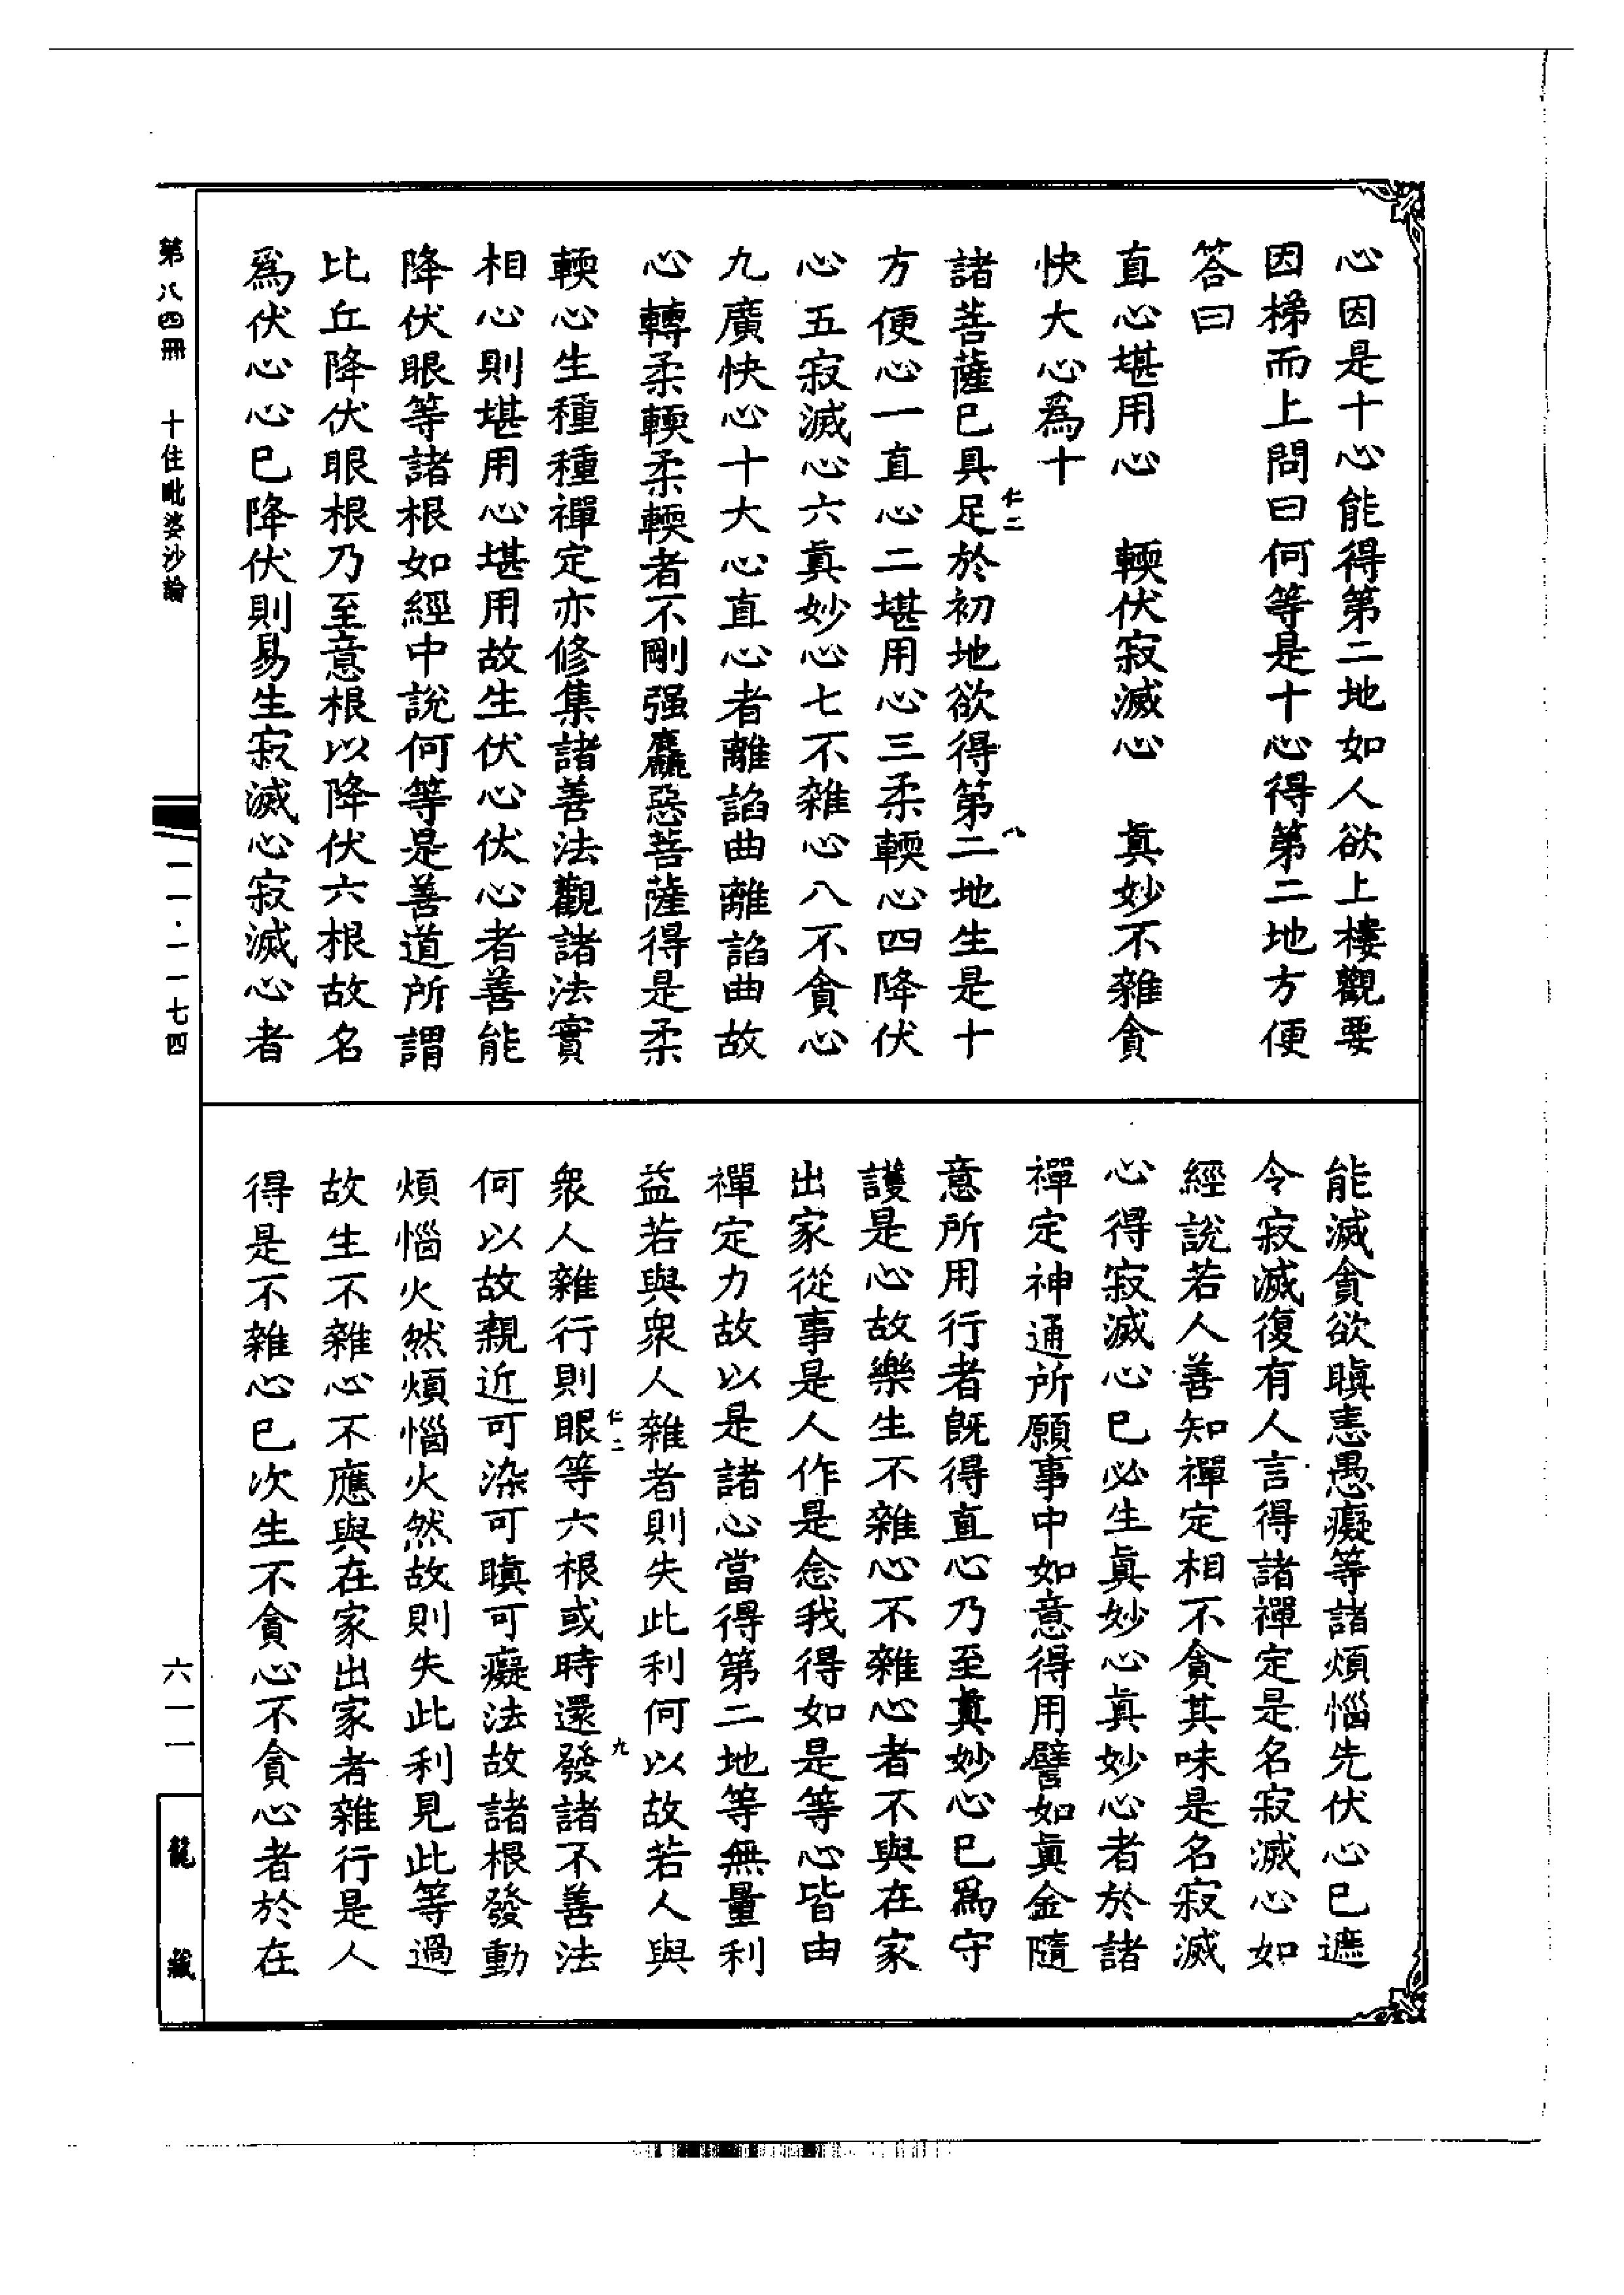 心因是十心能得第二地如人欲上樓觀要
因梯而上問曰何等是十心得第二地方便
答曰
直心堪用心　輭伏寂滅心　真妙不雜貪
快大心爲十
諸菩薩已具足於初地欲得第二地生是十
仁二
八
方便心一直心二堪用心三柔輭心四降伏
心五寂滅心六真妙心七不雜心八不貪心
九廣快心十大心直心者離諂曲離諂曲故
心轉柔輭柔輭者不剛强麤惡菩薩得是柔
輭心生種種禪定亦修集諸善法觀諸法實
相心則堪用心堪用故生伏心伏心者善能
降伏眼等諸根如經中說何等是善道所謂
比丘降伏眼根乃至意根以降伏六根故名
爲伏心心已降伏則易生寂滅心寂滅心者
能滅貪欲瞋恚愚癡等諸煩惱先伏心已遮
令寂滅復有人言得諸禪定是名寂滅心如
經說若人善知禪定相不貪其味是名寂滅
心得寂滅心已必生真妙心真妙心者於諸
禪定神通所願事中如意得用譬如真金隨
意所用行者既得直心乃至真妙心已爲守
護是心故樂生不雜心不雜心者不與在家
出家從事是人作是念我得如是等心皆由
禪定力故以是諸心當得第二地等無量利
益若與衆人雜者則失此利何以故若人與
衆人雜行則眼等六根或時還發諸不善法
仁二
九
何以故親近可染可瞋可癡法故諸根發動
煩惱火然煩惱火然故則失此利見此等過
故生不雜心不應與在家出家者雜行是人
得是不雜心已次生不貪心不貪心者於在
第八四冊　十住毗婆沙論
一一·一一七四
六一一
龍藏